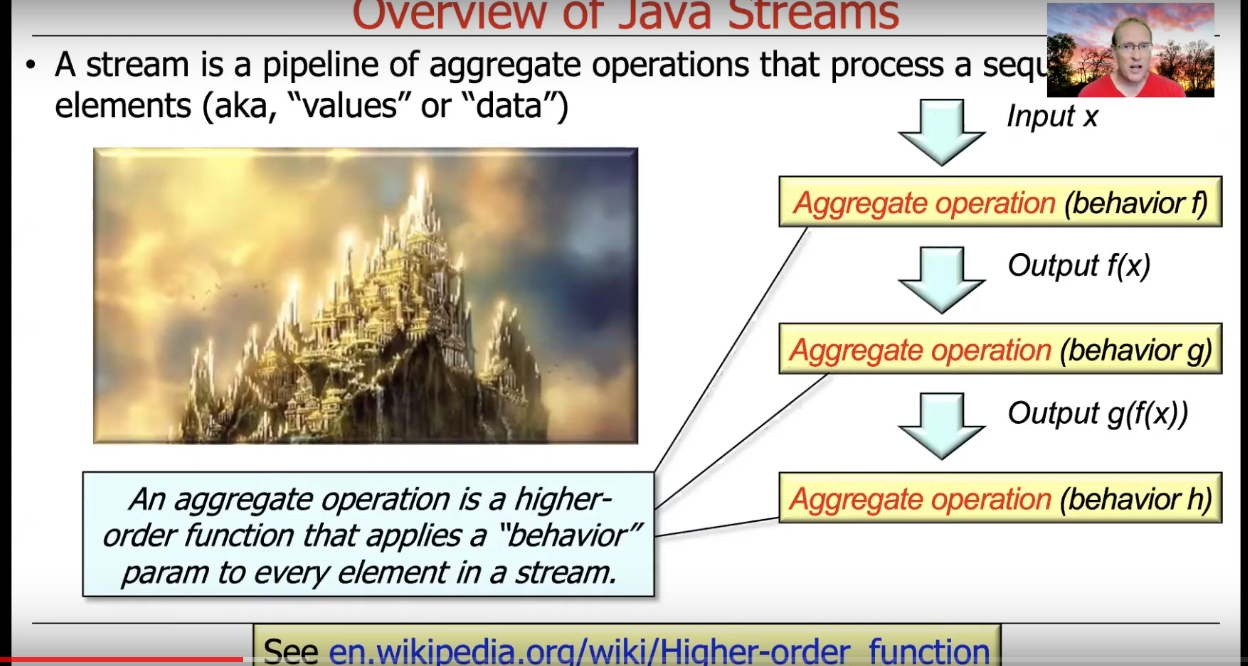 Overview of Java Streams
• A stream is a pipeline of aggregate operations that process a
elements (aka, “values” or “data”)
Input x
Aggregate operation (behavior f)
Output f(x)
Aggregate operation (behavior g)
Output g(f(x))
Aggregate operation (behavior h)
An aggregate operation is a higher-
order function that applies a “behavior”
param to every element in a stream.
See en.wikipedia.org/wiki/Higher-order_function